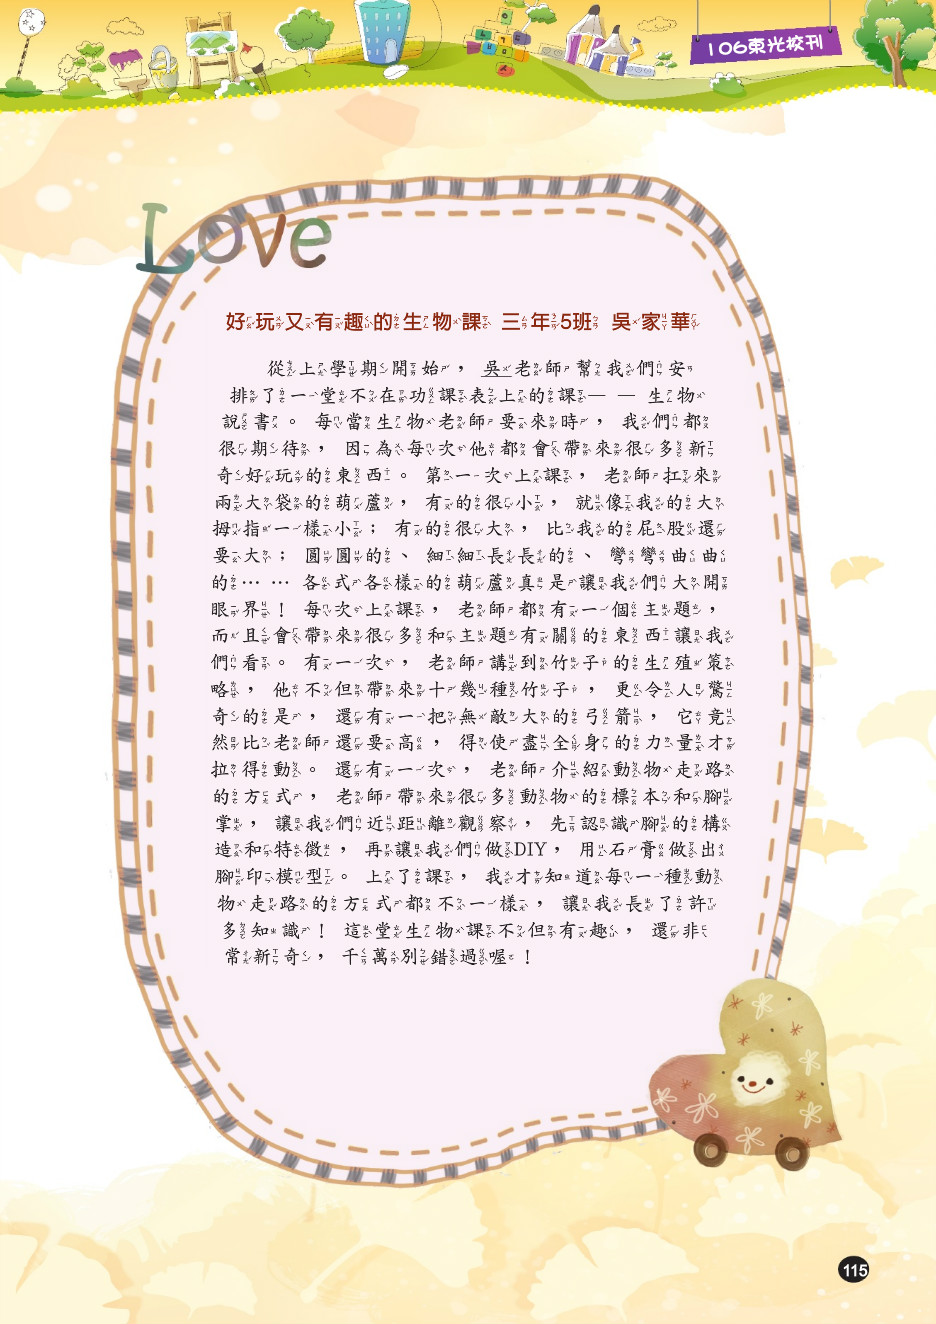 106東光校刊
Love
好玩又有趣的生物課 三年5班 吳家華
從上學期開始，吳老師幫我們安
排了一堂不在功課表上的課——生物
說書。每當生物老師要來時，我們都
很期待，因為每次他都會帶來很多新
奇好玩的東西。第一次上課，老師扛來
兩大袋的葫蘆，有的很小，就像我的大
拇指一樣小；有的很大，比我的屁股還
要大；圓圓的、細細長長的、彎彎曲曲
的……各式各樣的葫蘆真是讓我們大開
眼界！每次上課，老師都有一個主題，
而且會帶來很多和主題有關的東西讓我
們看。有一次，老師講到竹子的生殖策
略，他不但帶來十幾種竹子，更令人驚
奇的是，還有一把無敵大的弓箭，它竟
然比老師還要高，得使盡全身的力量才
拉得動。還有一次，老師介紹動物走路
的方式，老師帶來很多動物的標本和腳
掌，讓我們近距離觀察，先認識腳的構
造和特徵，再讓我們做DIY，用石膏做出
腳印模型。上了課，我才知道每一種動
物走路的方式都不一樣，讓我長了許
多知識！這堂生物課不但有趣，還非
常新奇，千萬別錯過喔！
115